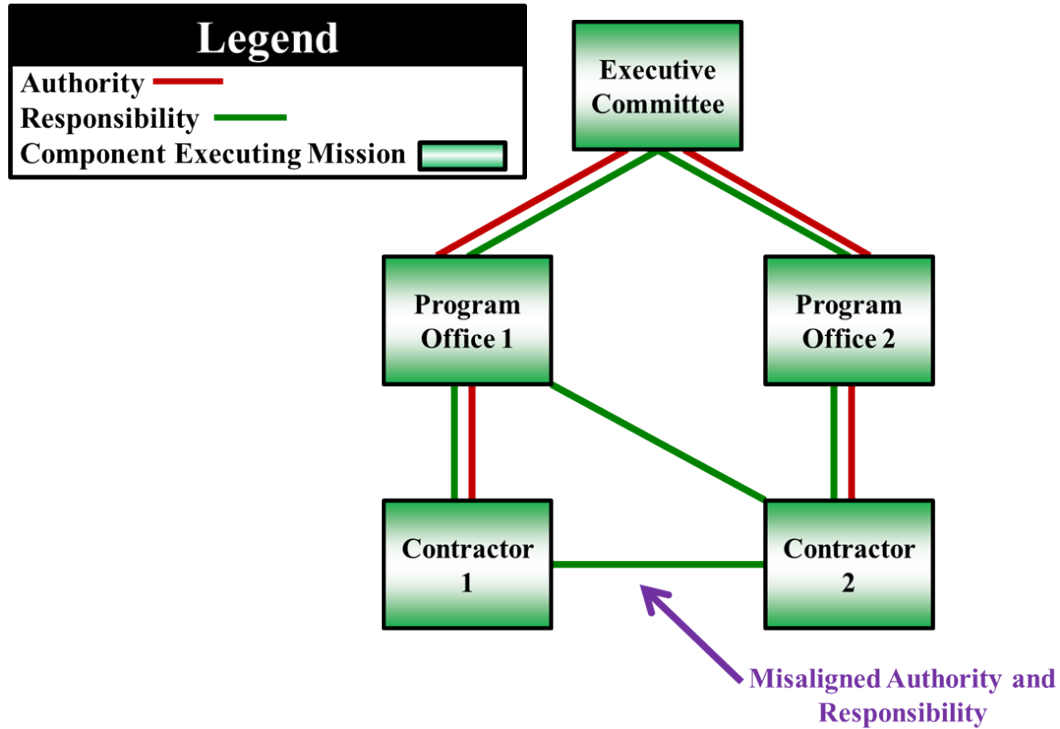 Legend
Authority
Responsibility
Component Executing Mission
Executive
Committee
Program
Office 1
Program
Office 2
Contractor
1
Contractor
2
Misaligned Authority and
Responsibility